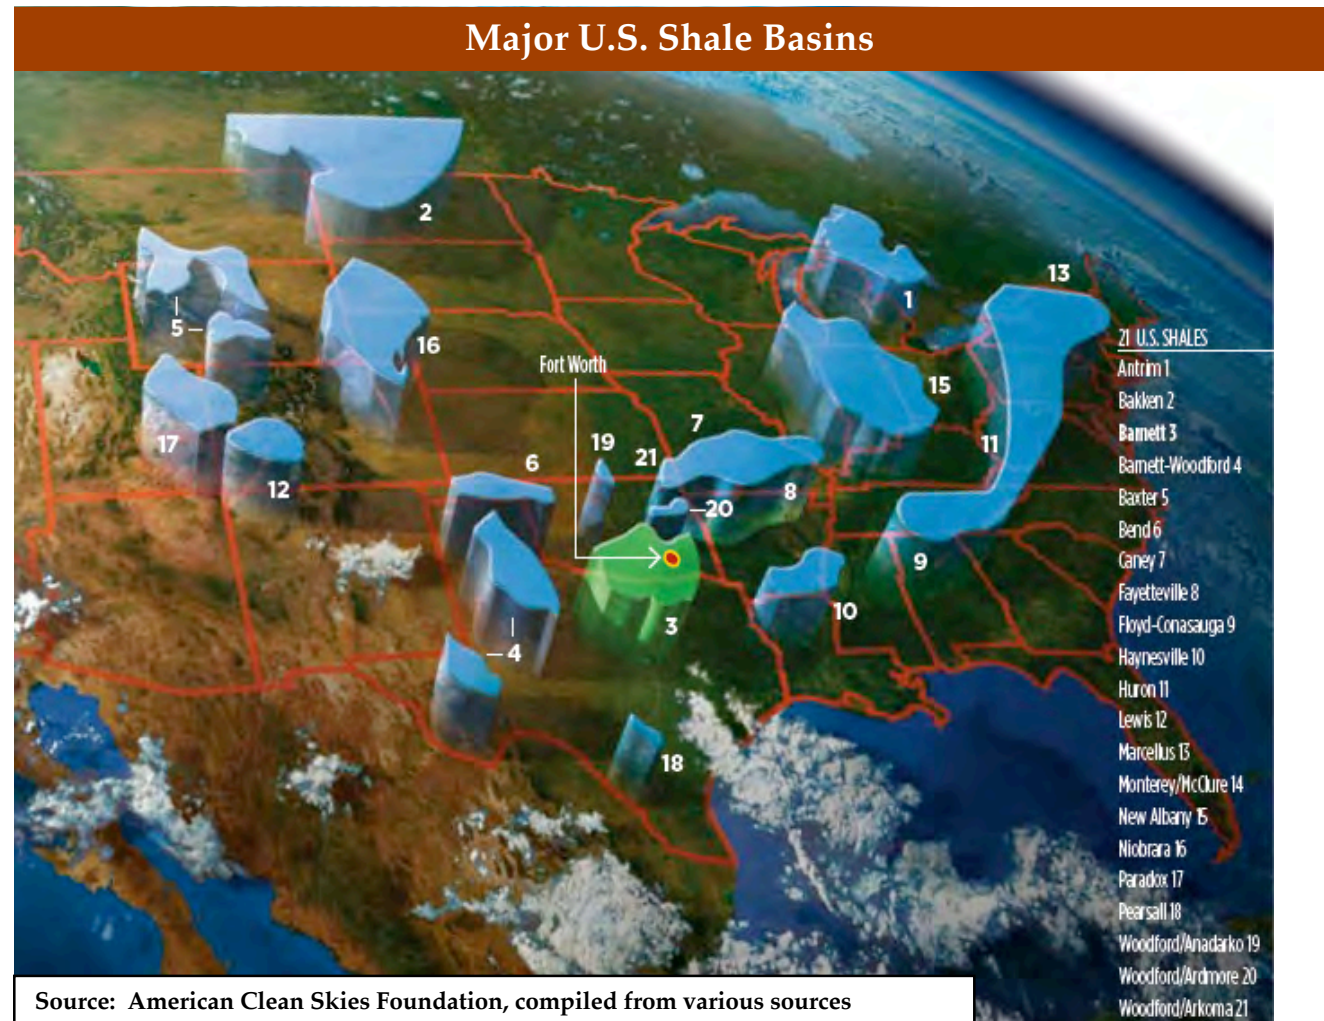 Major U.S. Shale Basins
2
13
1
5
16
Fort Worth
15
7
19
21
11
17
6
12
8
20
9
10
3
4
18
21 U.S. SHALES
Antrim 1
Bakken 2
Barnett 3
Barnett-Woodford 4
Baxter 5
Bend 6
Caney 7
Fayetteville 8
Floyd-Conasauga 9
Haynesville 10
Huron 11
Lewis 12
Marcellus 13
Monterey/McClure 14
New Albany 15
Niobrara 16
Paradox 17
Pearsall 18
Woodford/Anadarko 19
Woodford/Ardmore 20
Woodford/Arkoma 21
Source: American Clean Skies Foundation, compiled from various sources